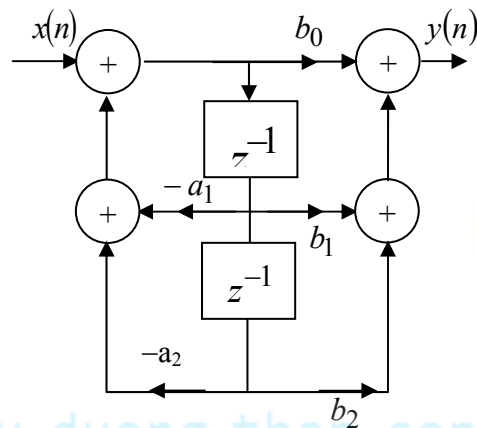 x(n) b₀ y(n)
+ +
z⁻¹
– a₁
+ +
b₁
z⁻¹
–a₂
b₂